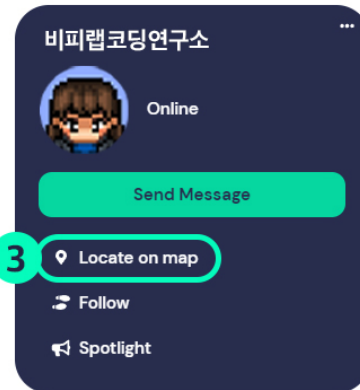 비피랩코딩연구소
Online
Send Message
3 Locate on map
Follow
Spotlight